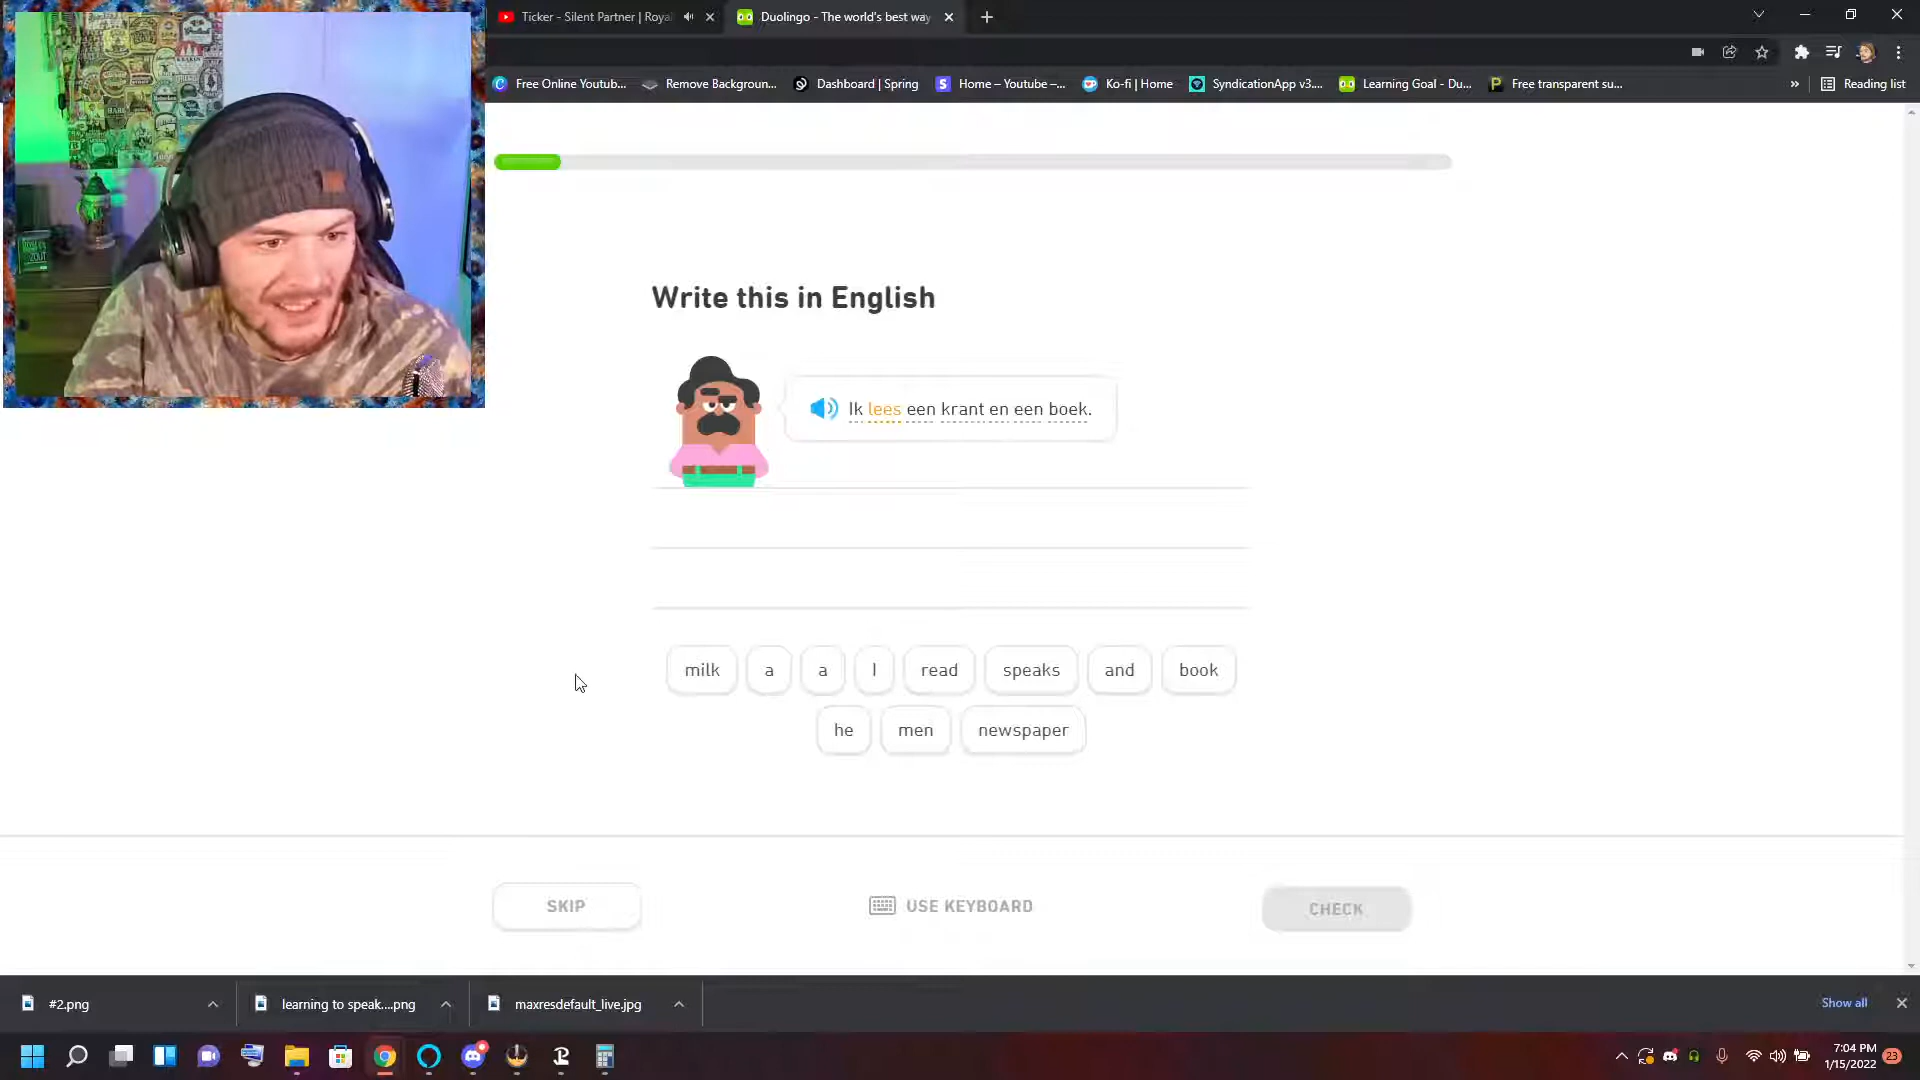 Ticker - Silent Partner | Roya
Duolingo - The world's best way
Free Online Youtub...
Remove Backgroun...
Dashboard | Spring
Home – Youtube –...
Ko-fi | Home
SyndicationApp v3....
Learning Goal - Du...
Free transparent su...
»
Reading list
Write this in English
Ik lees een krant en een boek.
milk a a I read speaks and book
he men newspaper
SKIP
USE KEYBOARD
CHECK
#2.png
learning to speak....png
maxresdefault_live.jpg
Show all
7:04 PM
1/15/2022
23